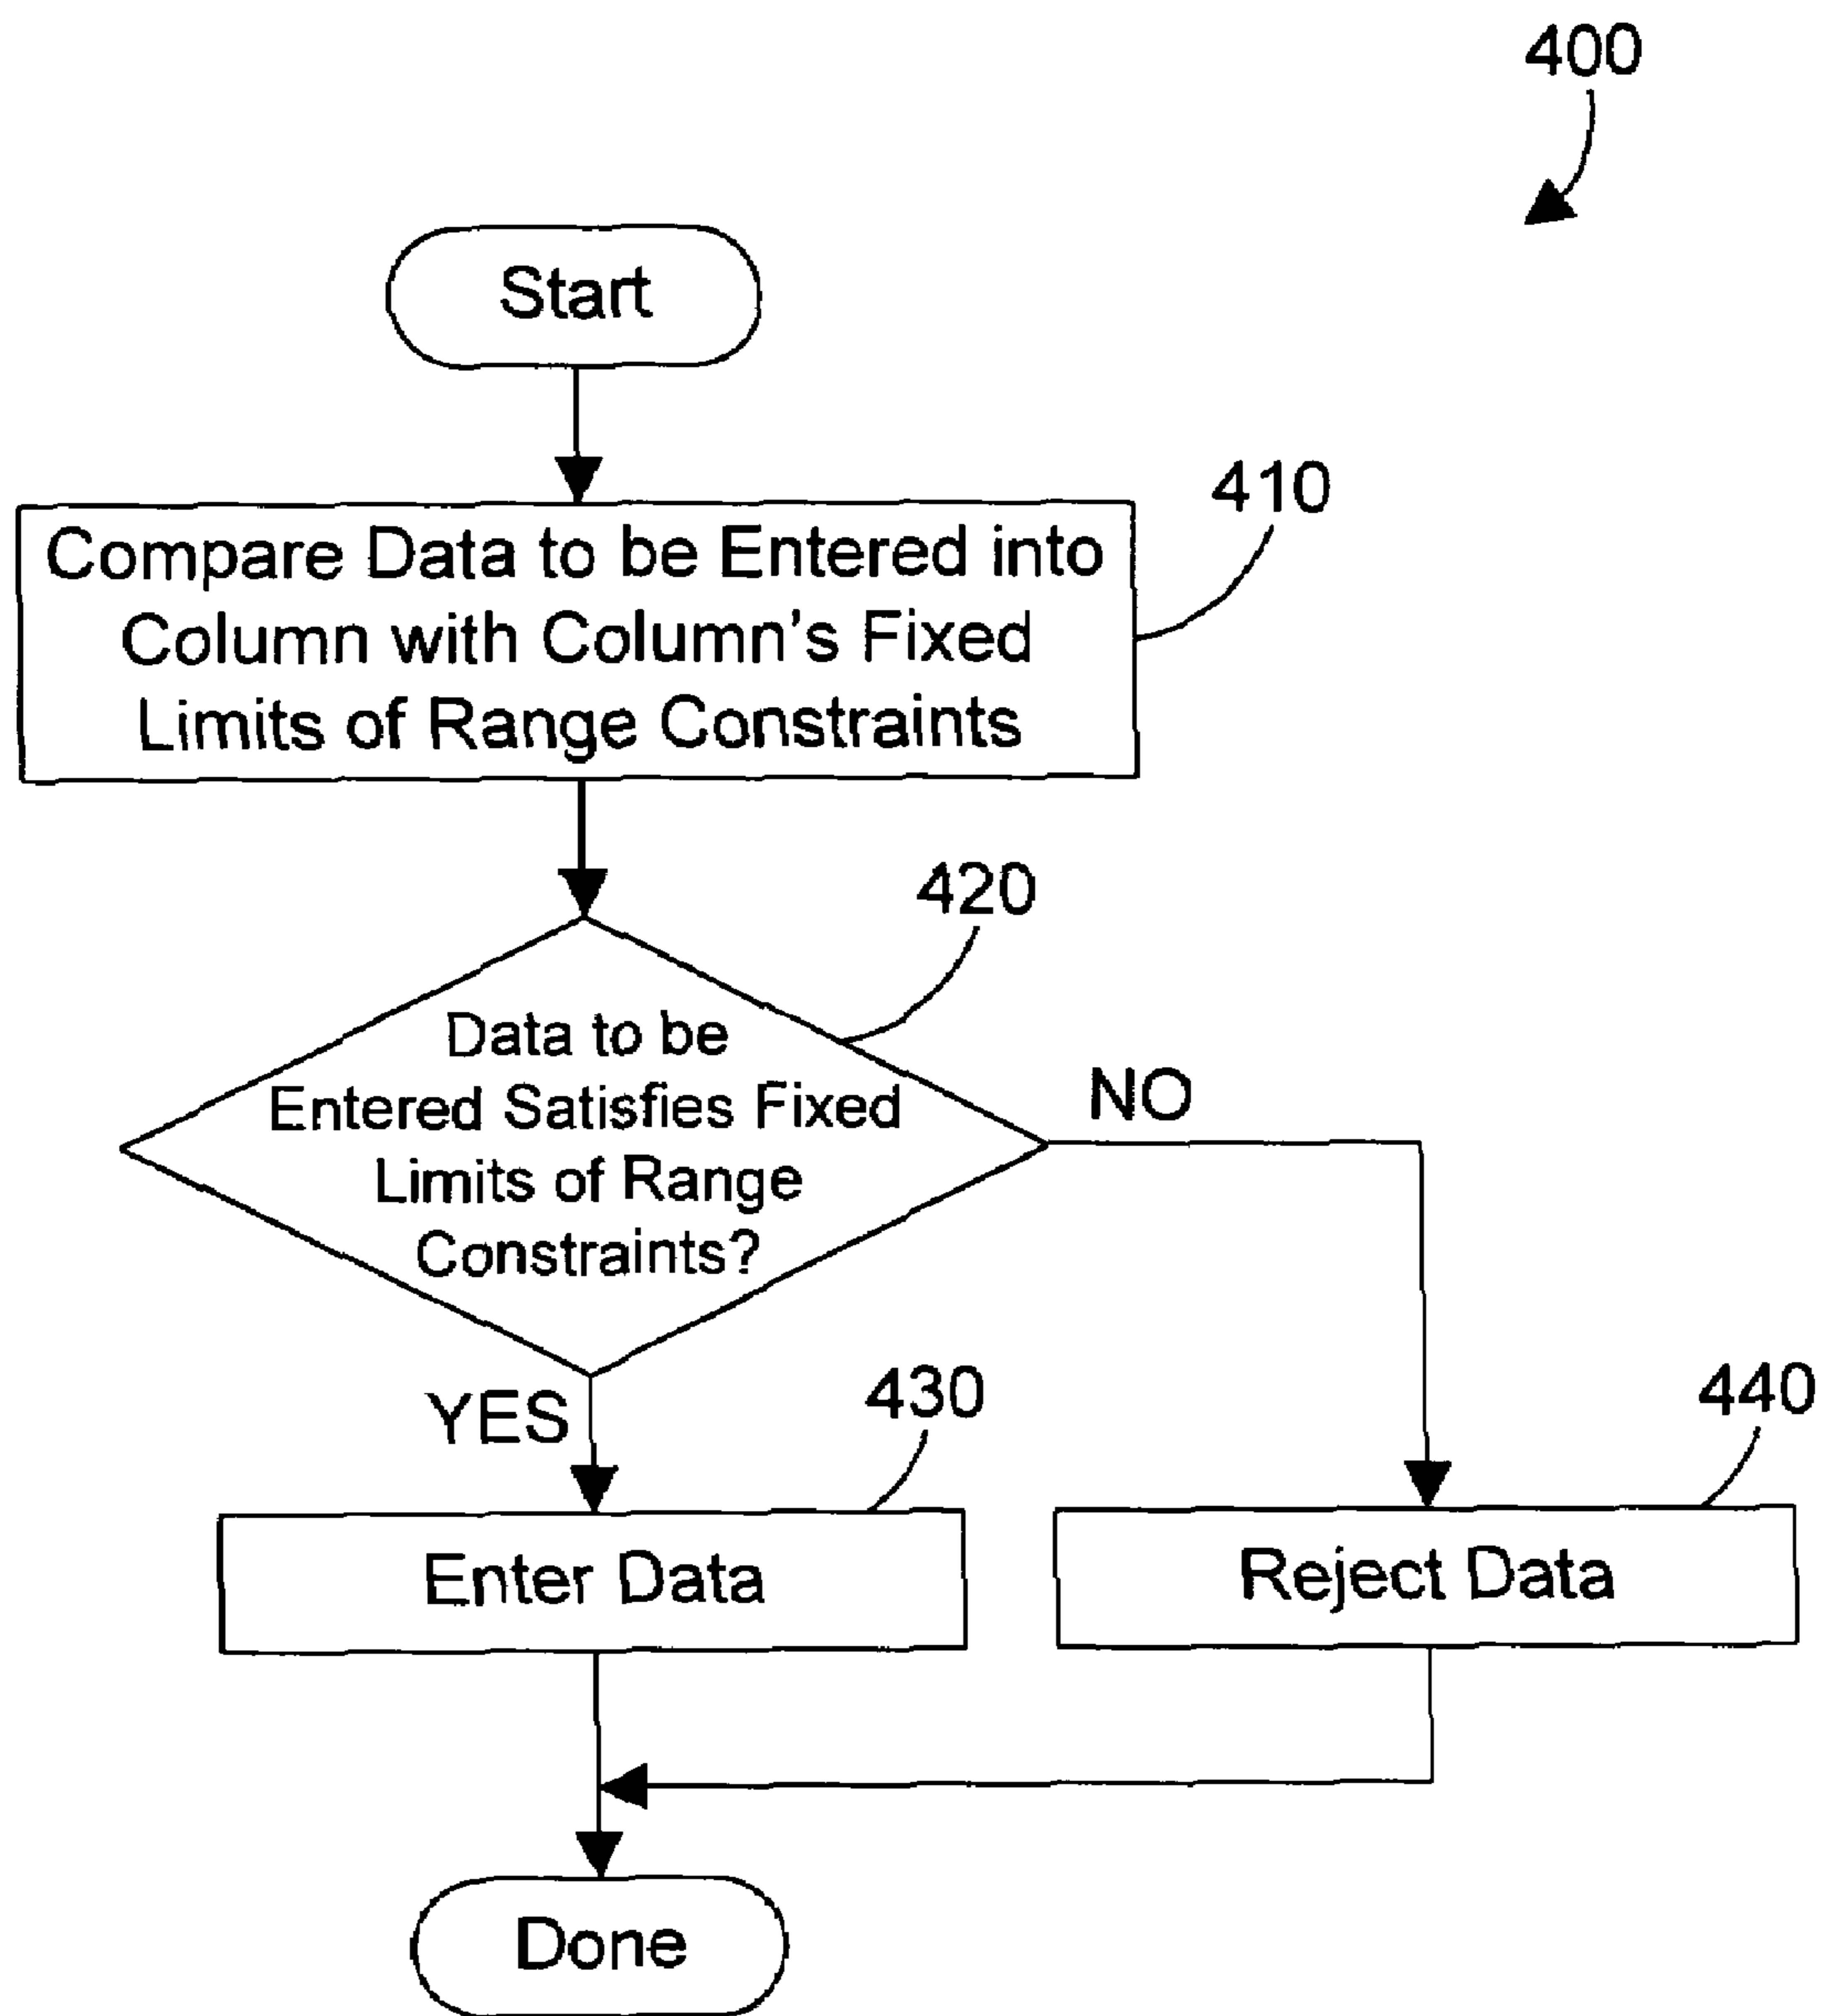 400
Start
410
Compare Data to be Entered into
Column with Column's Fixed
Limits of Range Constraints
420
Data to be
Entered Satisfies Fixed
Limits of Range
Constraints?
NO
YES
430
440
Enter Data
Reject Data
Done